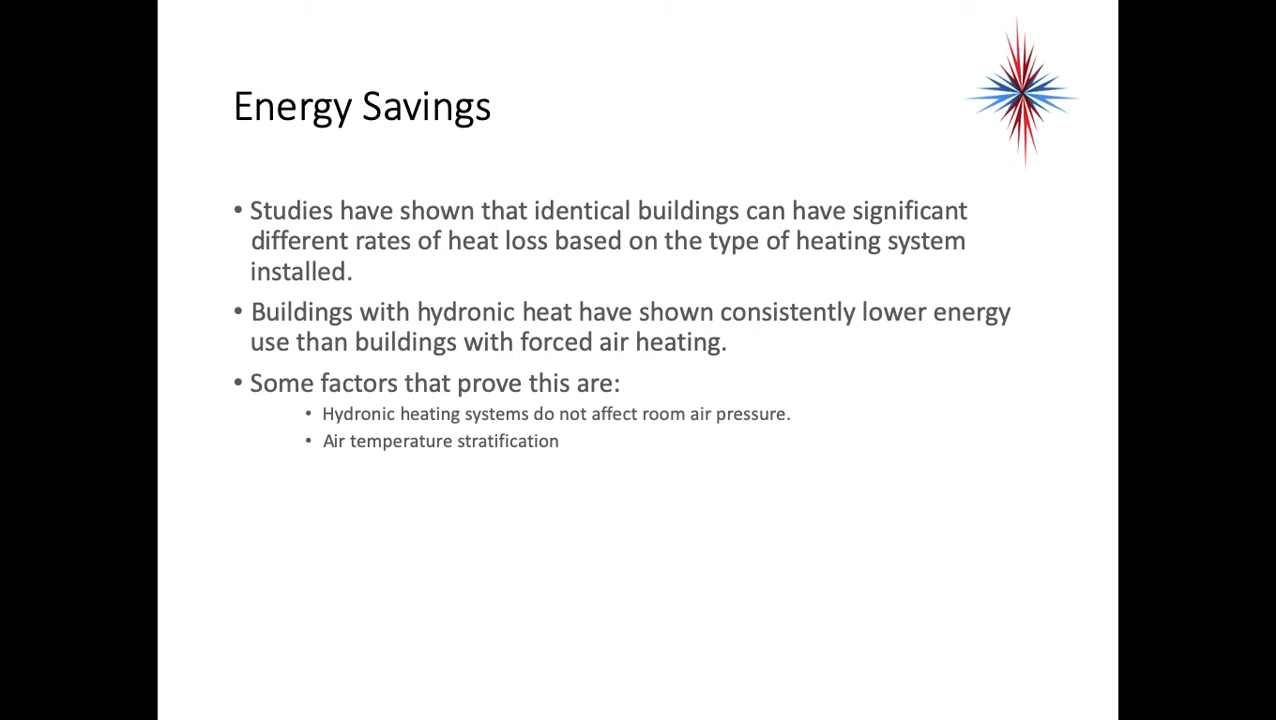 Energy Savings
• Studies have shown that identical buildings can have significant
different rates of heat loss based on the type of heating system
installed.
• Buildings with hydronic heat have shown consistently lower energy
use than buildings with forced air heating.
• Some factors that prove this are:
• Hydronic heating systems do not affect room air pressure.
• Air temperature stratification